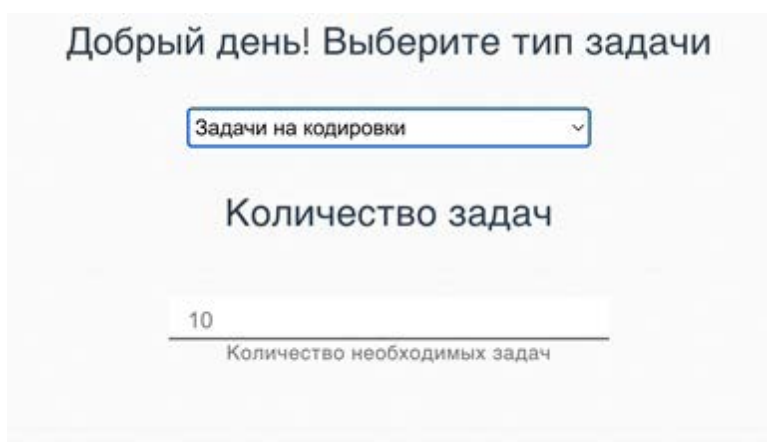 Добрый день! Выберите тип задачи
Задачи на кодировки
Количество задач
10
Количество необходимых задач